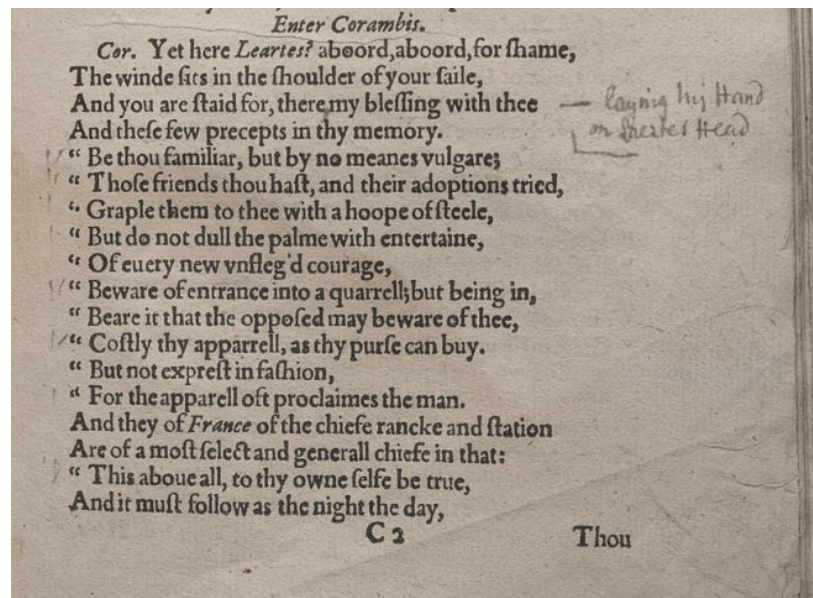 Enter Corambis.
Cor. Yet here Leartes? aboord, aboord, for ſhame,
The winde ſits in the ſhoulder of your ſaile,
And you are ſtaid for, there my bleſſing with thee — laying his Hand
And theſe few precepts in thy memory. on Head
“ Be thou familiar, but by no meanes vulgare;
“ Thoſe friends thou haſt, and their adoptions tried,
“ Graple them to thee with a hoope of ſteele,
“ But do not dull the palme with entertaine,
“ Of euery new vnfleg'd courage,
“ Beware of entrance into a quarrell; but being in,
“ Beare it that the oppoſed may beware of thee,
“ Coſtly thy apparrell, as thy purſe can buy.
“ But not expreſt in faſhion,
“ For the apparell oft proclaimes the man.
And they of France of the chiefe rancke and ſtation
Are of a moſt ſelect and generall chiefe in that:
“ This aboue all, to thy owne ſelfe be true,
And it muſt follow as the night the day,
C 2 Thou